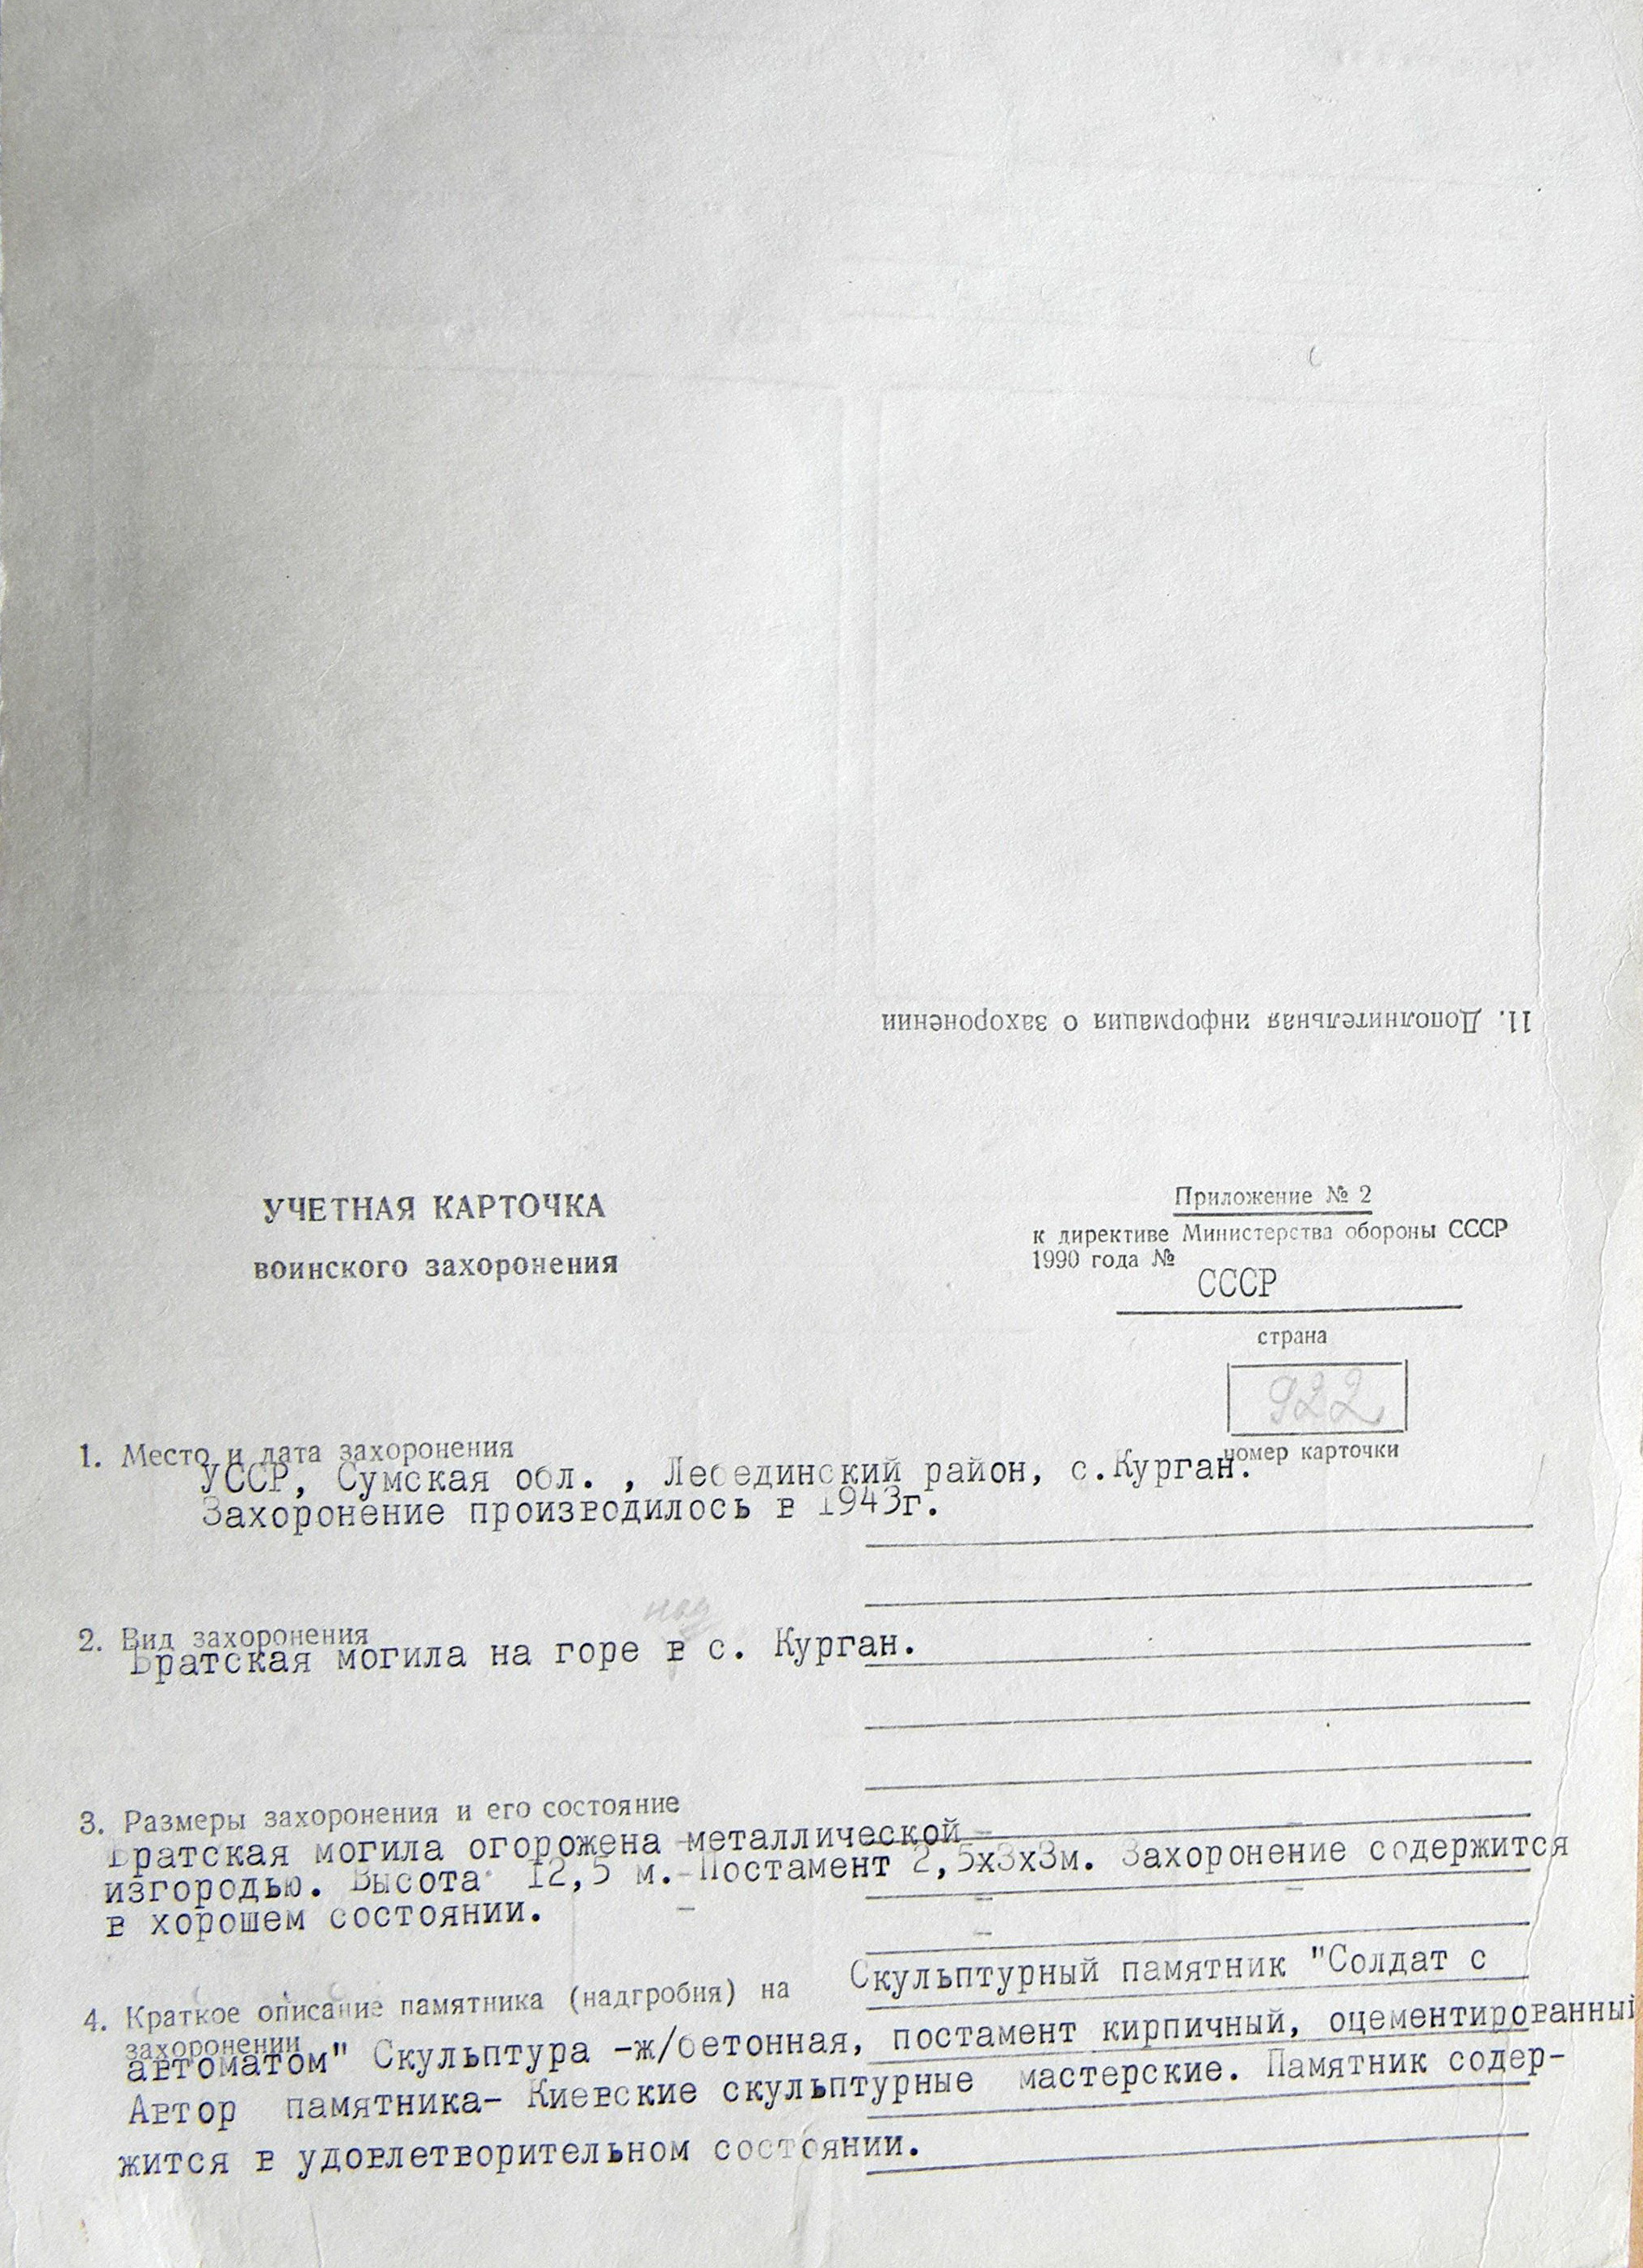 11. Дополнительная информация о захоронении
УЧЕТНАЯ КАРТОЧКА
воинского захоронения
Приложение № 2
к директиве Министерства обороны СССР
1990 года №
СССР
страна
922
номер карточки
1. Место и дата захоронения
УССР, Сумская обл. , Лебединский район, с.Курган.
Захоронение производилось в 1943г.
2. Вид захоронения
над
Братская могила на горе в с. Курган.
3. Размеры захоронения и его состояние
Братская могила огорожена металлической
изгородью. Высота 12,5 м. Постамент 2,5х3х3м. Захоронение содержится
в хорошем состоянии.
4. Краткое описание памятника (надгробия) на
захоронении
Скульптурный памятник "Солдат с
автоматом" Скульптура -ж/бетонная, постамент кирпичный, оцементированный
Автор памятника- Киевские скульптурные мастерские. Памятник содер-
жится в удовлетворительном состоянии.